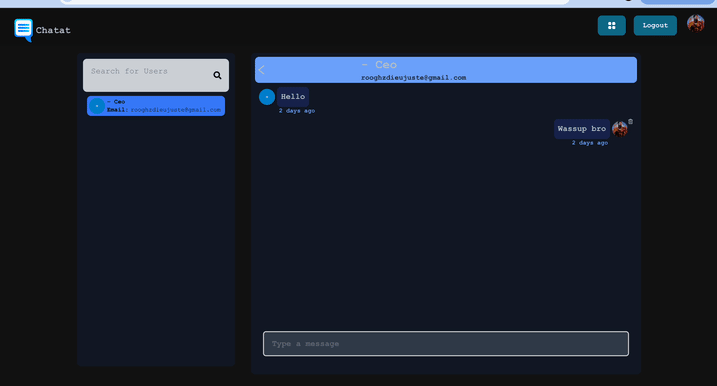 Chatat
Logout
Search for Users
~ Ceo
Email: rooghzdieujuste@gmail.com
~ Ceo
rooghzdieujuste@gmail.com
Hello
2 days ago
Wassup bro
2 days ago
Type a message